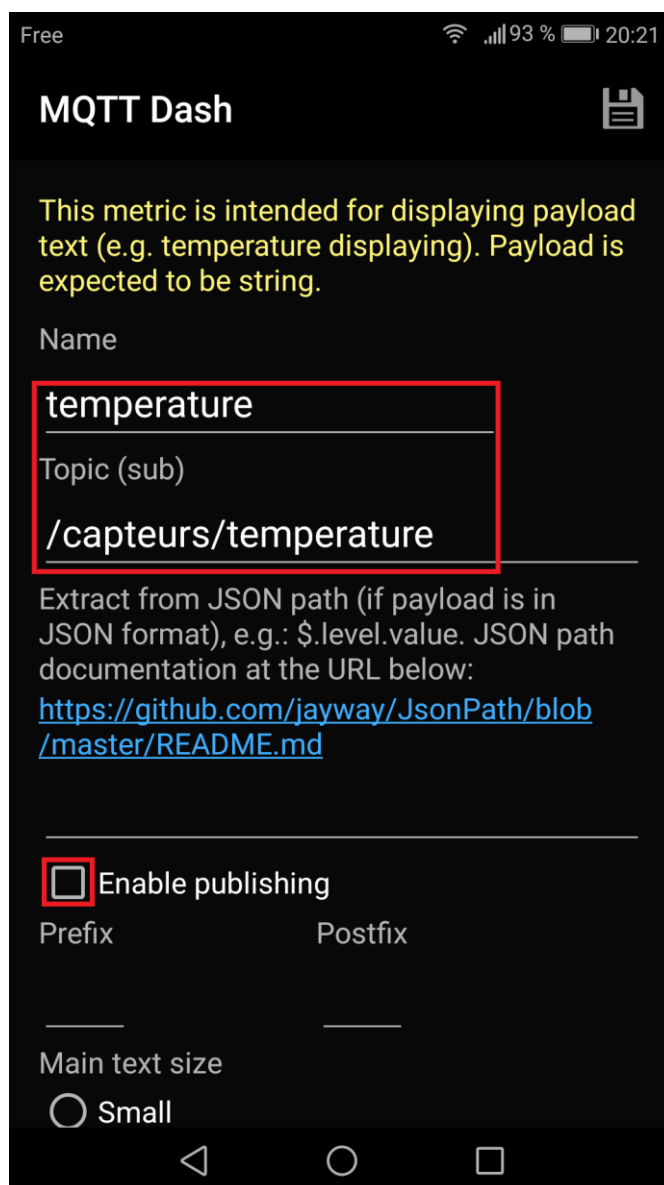 Free 93 % 20:21
MQTT Dash
This metric is intended for displaying payload
text (e.g. temperature displaying). Payload is
expected to be string.
Name
temperature
Topic (sub)
/capteurs/temperature
Extract from JSON path (if payload is in
JSON format), e.g.: $.level.value. JSON path
documentation at the URL below:
https://github.com/jayway/JsonPath/blob
/master/README.md
Enable publishing
Prefix Postfix
Main text size
Small